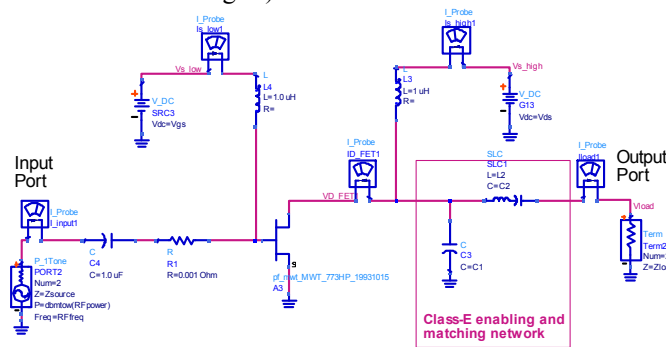 I_Probe
Is_low1
Vs_low
V_DC
SRC3
Vdc=Vgs
L
L4
L=1.0 uH
R=
I_Probe
Is_high1
Vs_high
L3
L=1 uH
R=
V_DC
G13
Vdc=Vds
Input
Port
I_Probe
I_input1
P_1Tone
PORT2
Num=2
Z=Zsource
P=dbmtow(RFpower)
Freq=RFfreq
C
C4
C=1.0 uF
R
R1
R=0.001 Ohm
pf_nwt_MWT_773HP_19931015
A3
I_Probe
ID_FET1
VD_FET
SLC
SLC1
L=L2
C=C2
C
C3
C=C1
Class-E enabling and
matching network
I_Probe
Iload1
Output
Port
Vload
Term
Term2